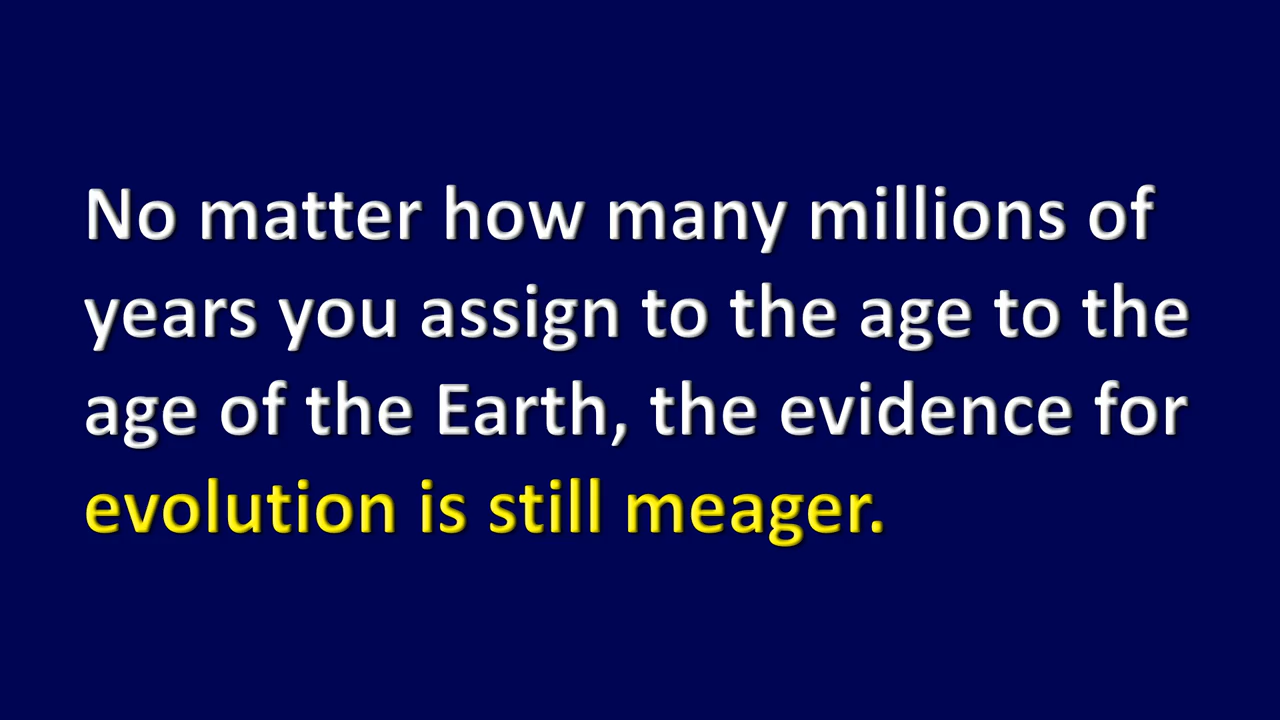 No matter how many millions of
years you assign to the age to the
age of the Earth, the evidence for
evolution is still meager.